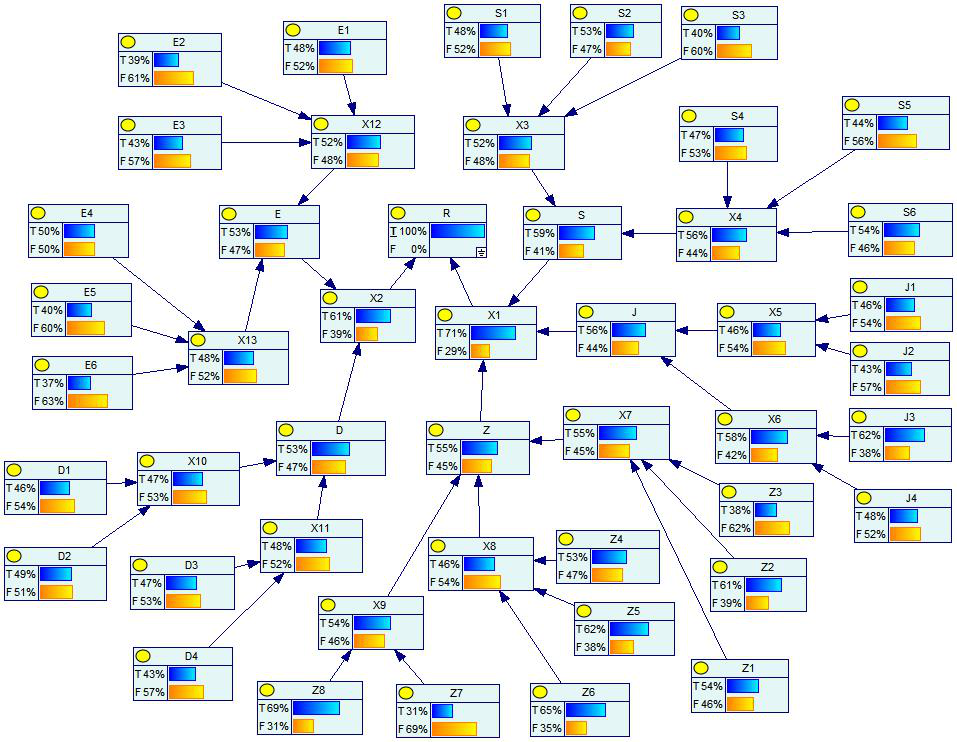 S1
T 48%
F 52%
S2
T 53%
F 47%
S3
T 40%
F 60%
E1
T 48%
F 52%
E2
T 39%
F 61%
E3
T 43%
F 57%
X12
T 52%
F 48%
X3
T 52%
F 48%
S4
T 47%
F 53%
S5
T 44%
F 56%
E4
T 50%
F 50%
E
T 53%
F 47%
R
T 100%
F 0%
S
T 59%
F 41%
X4
T 56%
F 44%
S6
T 54%
F 46%
E5
T 40%
F 60%
X2
T 61%
F 39%
X1
T 71%
F 29%
J
T 56%
F 44%
X5
T 46%
F 54%
J1
T 46%
F 54%
X13
T 48%
F 52%
J2
T 43%
F 57%
E6
T 37%
F 63%
X7
T 55%
F 45%
X6
T 58%
F 42%
J3
T 62%
F 38%
D
T 53%
F 47%
Z
T 55%
F 45%
D1
T 46%
F 54%
X10
T 47%
F 53%
Z3
T 38%
F 62%
J4
T 48%
F 52%
D2
T 49%
F 51%
X11
T 48%
F 52%
D3
T 47%
F 53%
X8
T 46%
F 54%
Z4
T 53%
F 47%
Z2
T 61%
F 39%
X9
T 54%
F 46%
Z5
T 62%
F 38%
D4
T 43%
F 57%
Z8
T 69%
F 31%
Z7
T 31%
F 69%
Z6
T 65%
F 35%
Z1
T 54%
F 46%